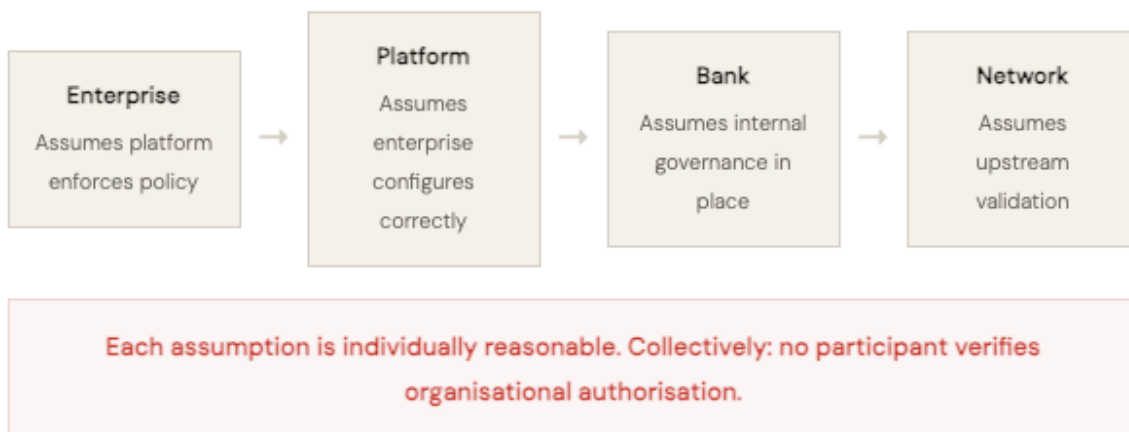 Enterprise
Assumes platform
enforces policy
Platform
Assumes
enterprise
configures
correctly
Bank
Assumes internal
governance in
place
Network
Assumes
upstream
validation
Each assumption is individually reasonable. Collectively: no participant verifies
organisational authorisation.